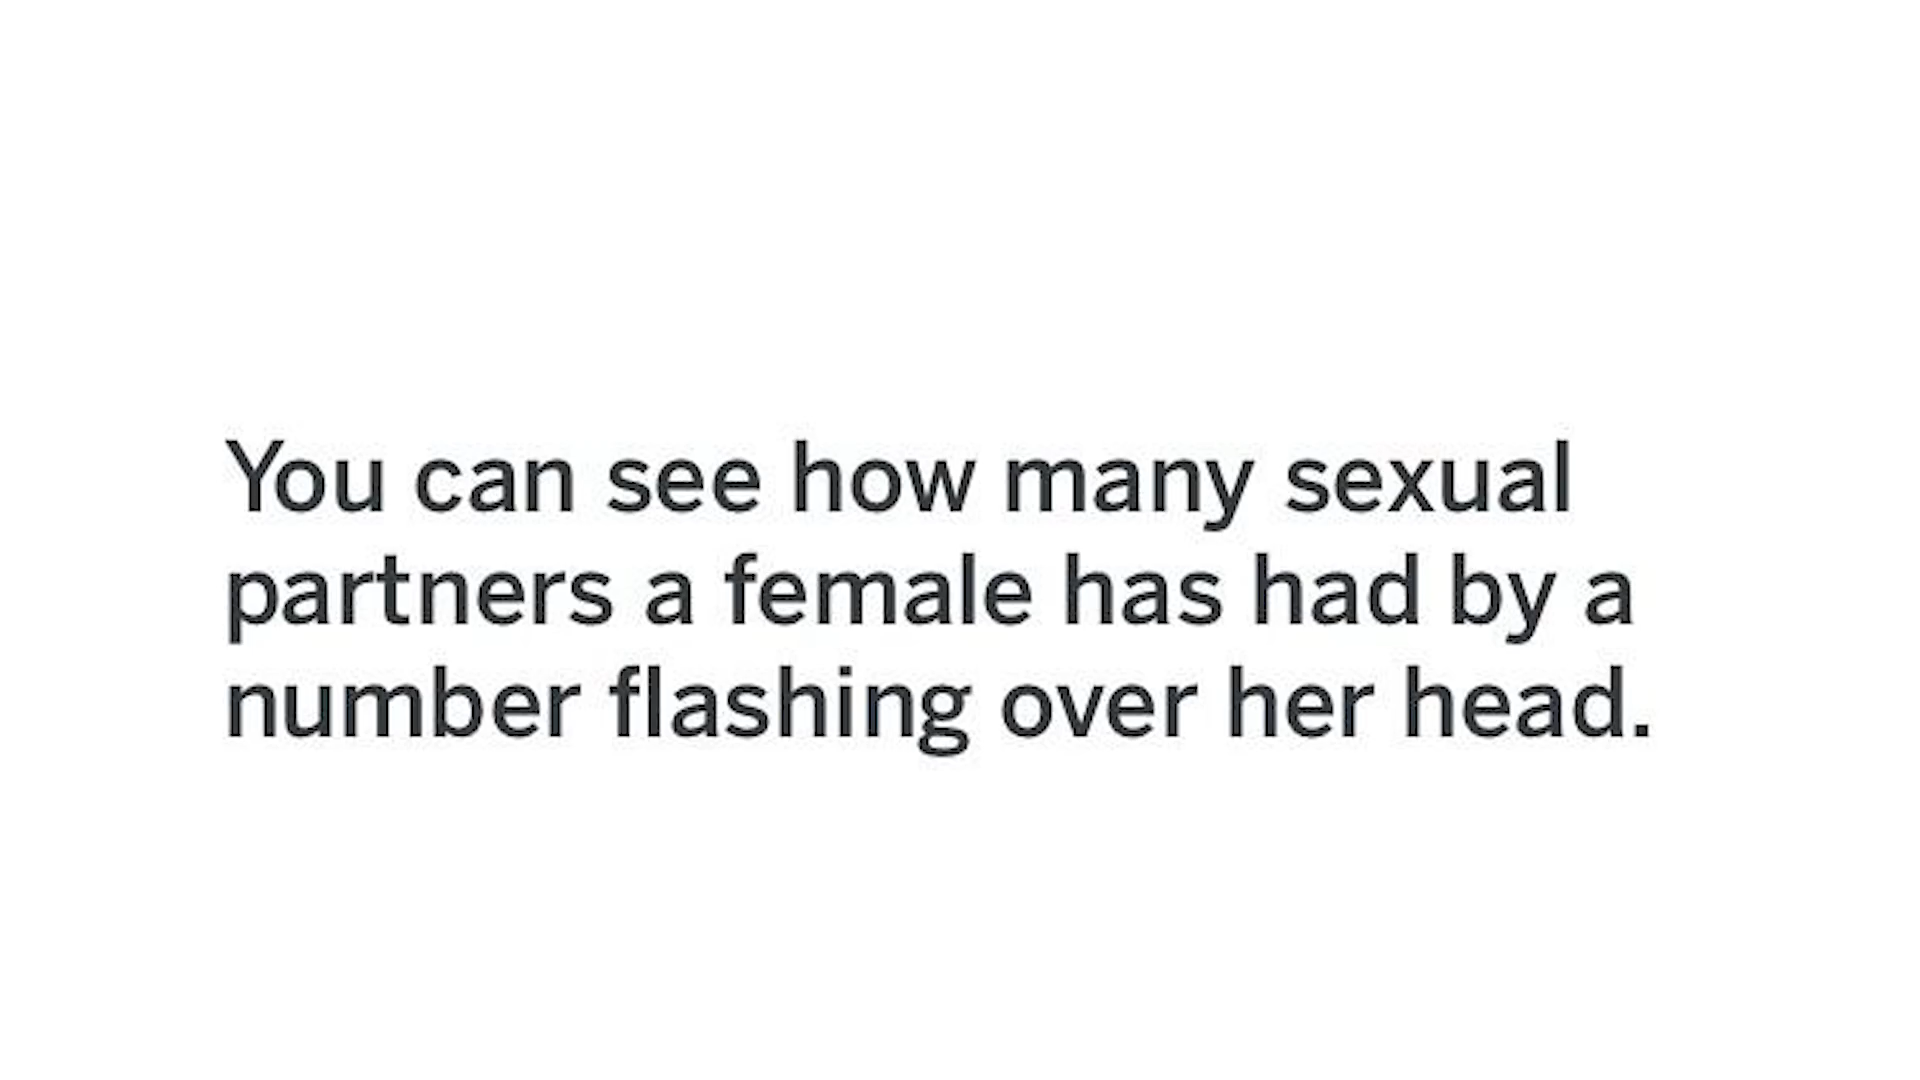 You can see how many sexual
partners a female has had by a
number flashing over her head.